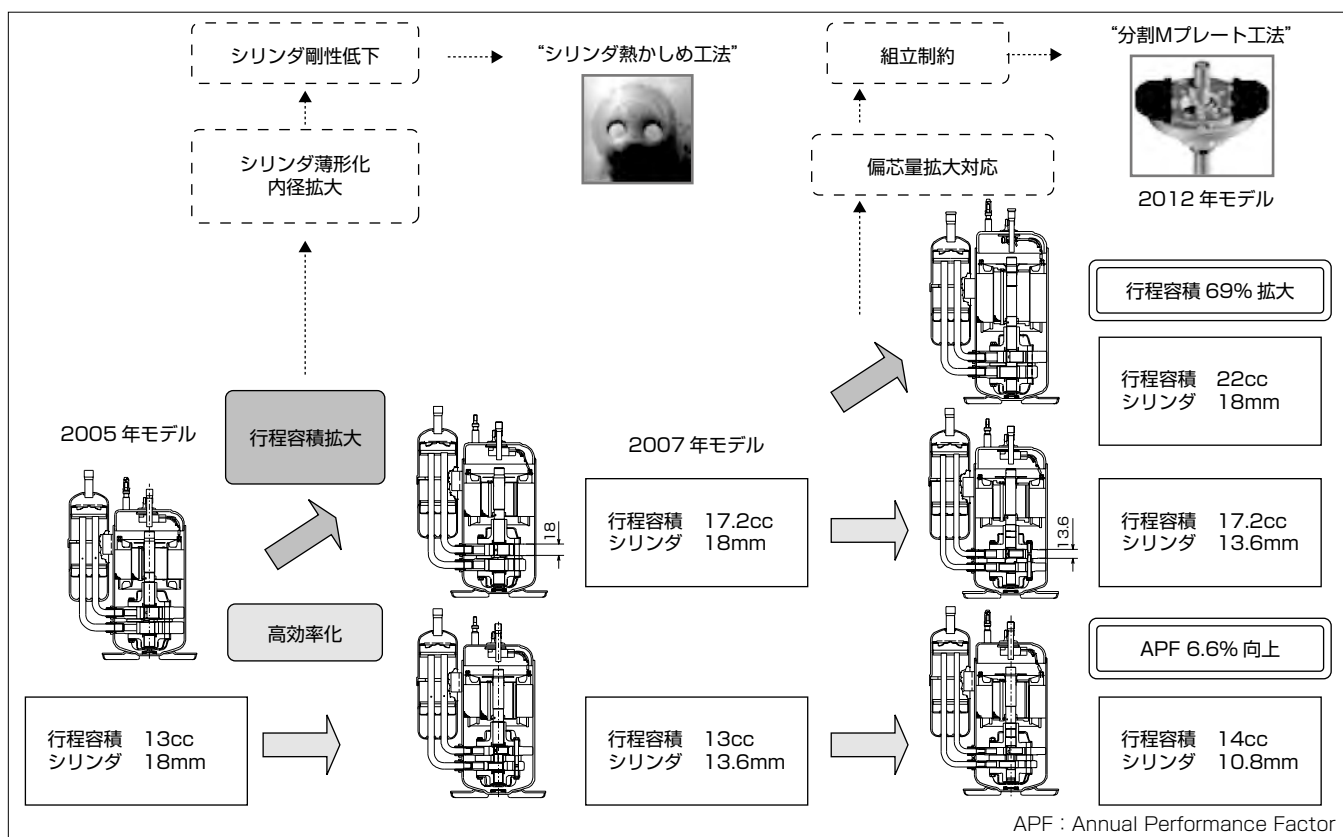 シリンダ剛性低下
“シリンダ熱かしめ工法”
組立制約
“分割Mプレート工法”
シリンダ薄形化
内径拡大
偏芯量拡大対応
2012 年モデル
行程容積 69% 拡大
行程容積 22cc
シリンダ 18mm
2005 年モデル
行程容積拡大
2007 年モデル
18
行程容積 17.2cc
シリンダ 18mm
13.6
行程容積 17.2cc
シリンダ 13.6mm
高効率化
APF 6.6% 向上
行程容積 13cc
シリンダ 18mm
行程容積 13cc
シリンダ 13.6mm
行程容積 14cc
シリンダ 10.8mm
APF：Annual Performance Factor